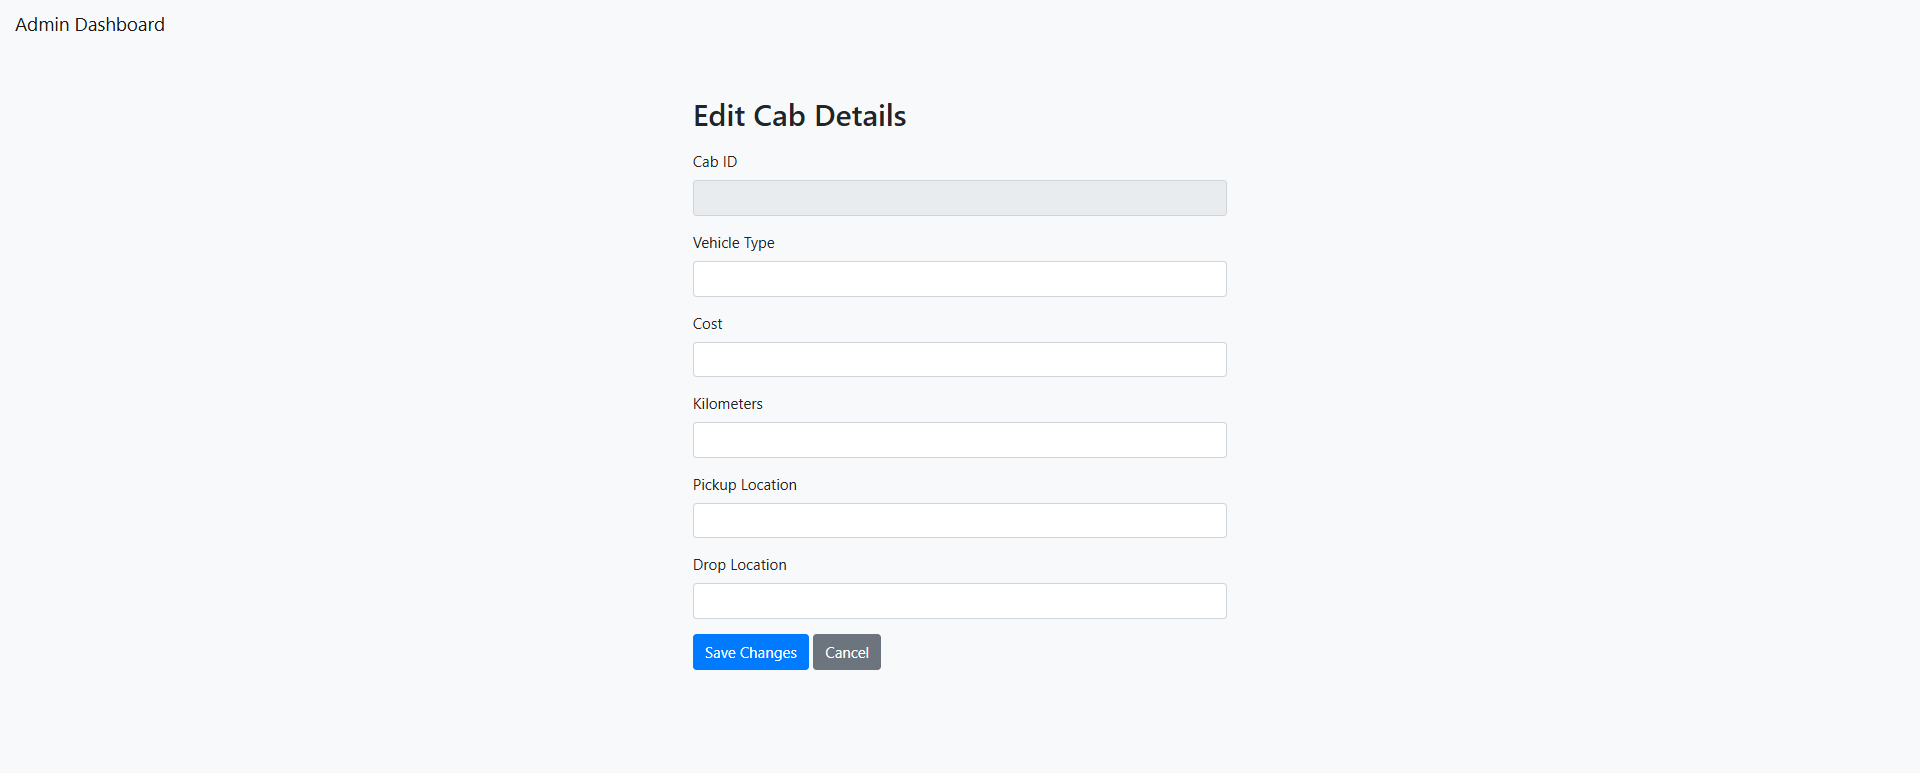 Admin Dashboard
Edit Cab Details
Cab ID
Vehicle Type
Cost
Kilometers
Pickup Location
Drop Location
Save Changes Cancel